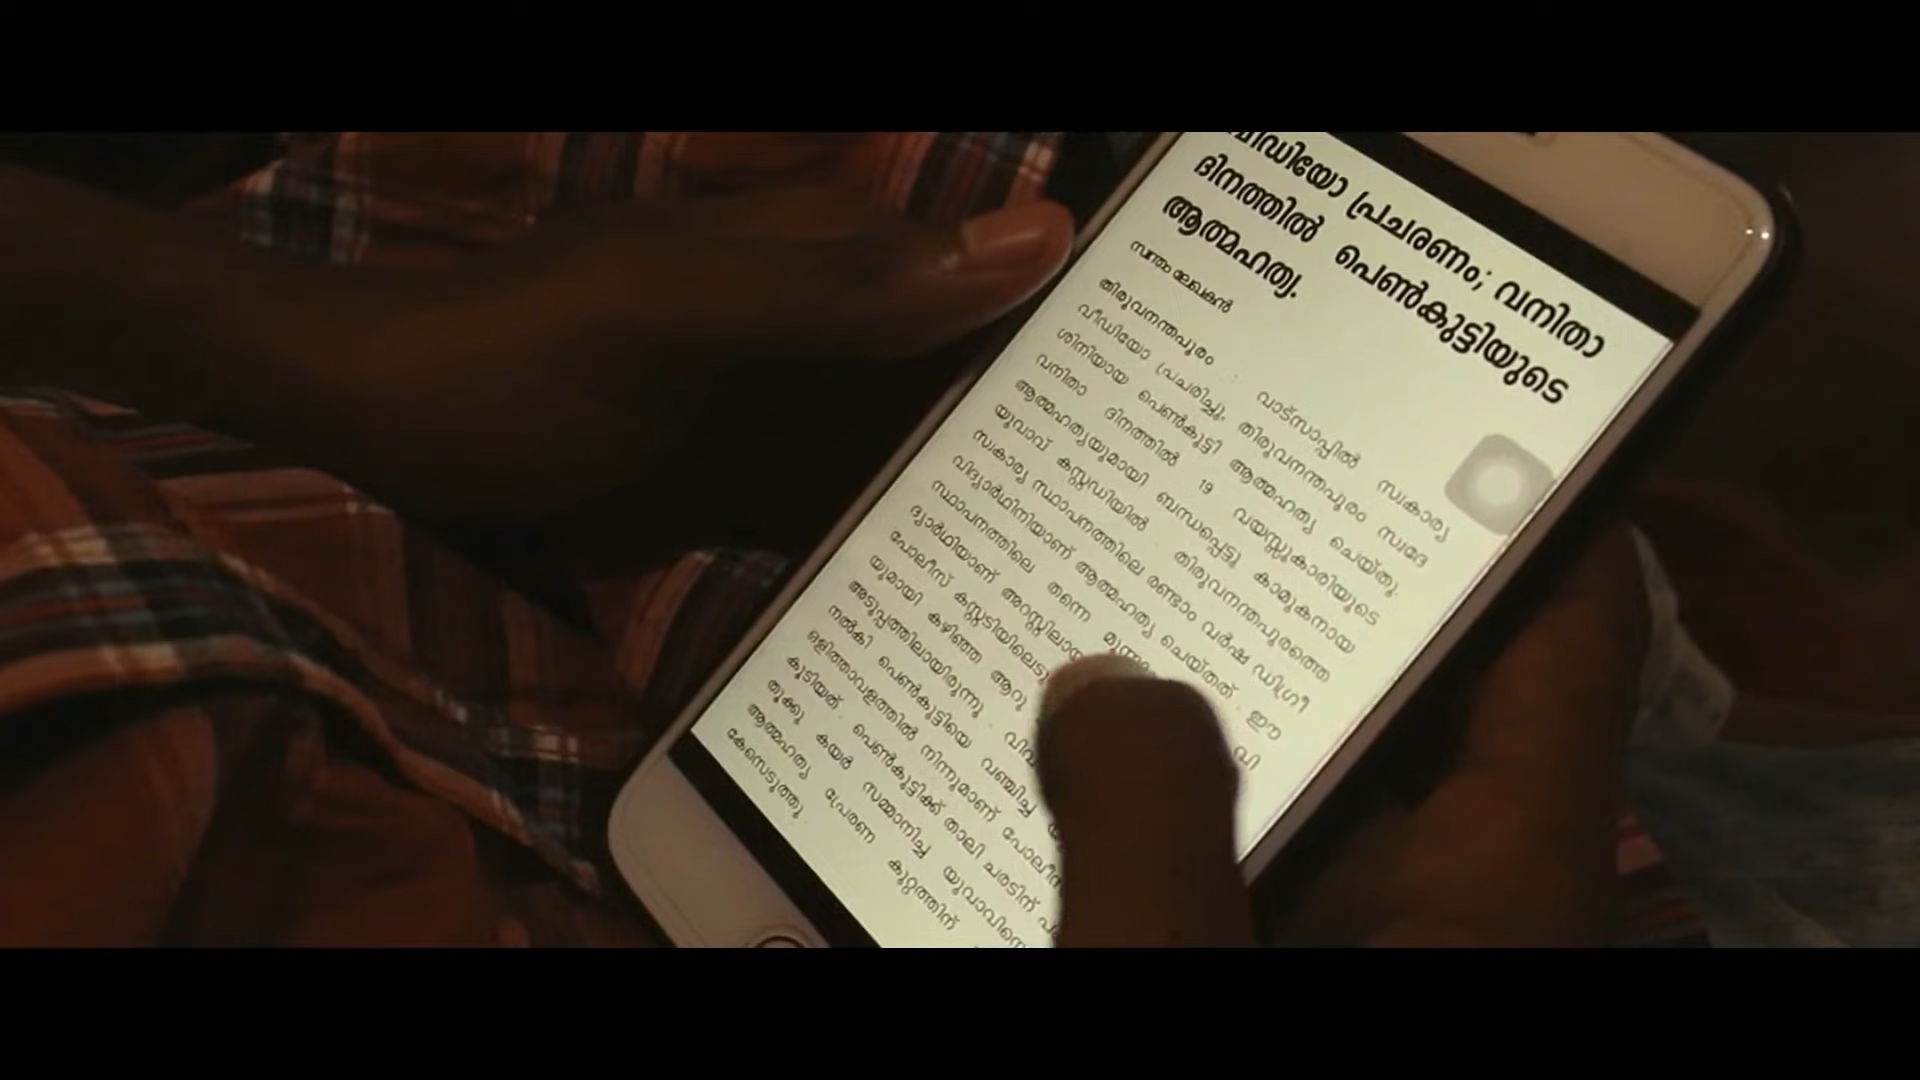 വീഡിയോ പ്രചരണം; വനിതാ
ദിനത്തിൽ പെൺകുട്ടിയുടെ
ആത്മഹത്യ.
സ്വന്തം ലേഖകൻ
തിരുവനന്തപുരം : വാട്സാപ്പിൽ സ്വകാര്യ
വീഡിയോ പ്രചരിച്ചു, തിരുവനന്തപുരം സ്വദേ
ശിനിയായ പെൺകുട്ടി ആത്മഹത്യ ചെയ്തു.
വനിതാ ദിനത്തിൽ 19 വയസ്സുകാരിയുടെ
ആത്മഹത്യയുമായി ബന്ധപ്പെട്ടു കാമുകനായ
യുവാവ് കസ്റ്റഡിയിൽ. തിരുവനന്തപുരത്തെ
സ്വകാര്യ സ്ഥാപനത്തിലെ രണ്ടാം വർഷ ഡിഗ്രീ
വിദ്യാർഥിനിയാണ് ആത്മഹത്യ ചെയ്തത്. ഈ
സ്ഥാപനത്തിലെ തന്നെ വി
ദ്യാർഥിയാണ് അറസ്റ്റിലായ
പോലീസ് കസ്റ്റടിയിലെടു
യുമായി കഴിഞ്ഞ ആറു
അടുപ്പത്തിലായിരുന്നു.
നൽകി പെൺകുട്ടിയെ വഞ്ചിച്ച
ഒളിത്താവളത്തിൽ നിന്നുമാണ്
കൂടിയത്. പെൺകുട്ടിക്ക് താലി ചരടിന്
തൂക്കു കയർ സമ്മാനിച്ച യുവാവിനെ
ആത്മഹത്യ പ്രേരണ കുറ്റത്തിന്
കേസെടുത്തു.